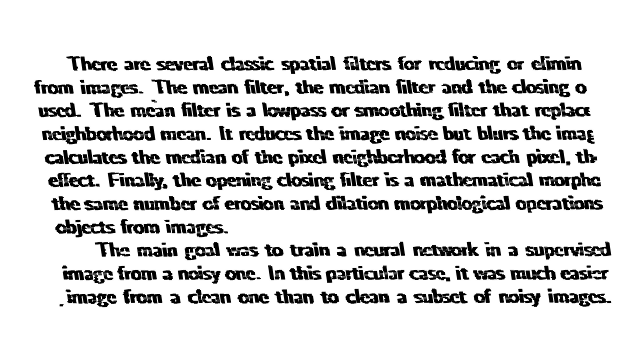 There are several classic spatial filters for reducing or elimin
from images. The mean filter, the median filter and the closing o
used. The mean filter is a lowpass or smoothing filter that replace
neighborhood mean. It reduces the image noise but blurs the imag
calculates the median of the pixel neighborhood for each pixel, th
effect. Finally, the opening closing filter is a mathematical morpho
the same number of erosion and dilation morphological operations
objects from images.
The main goal was to train a neural network in a supervised
image from a noisy one. In this particular case, it was much easier
image from a clean one than to clean a subset of noisy images.